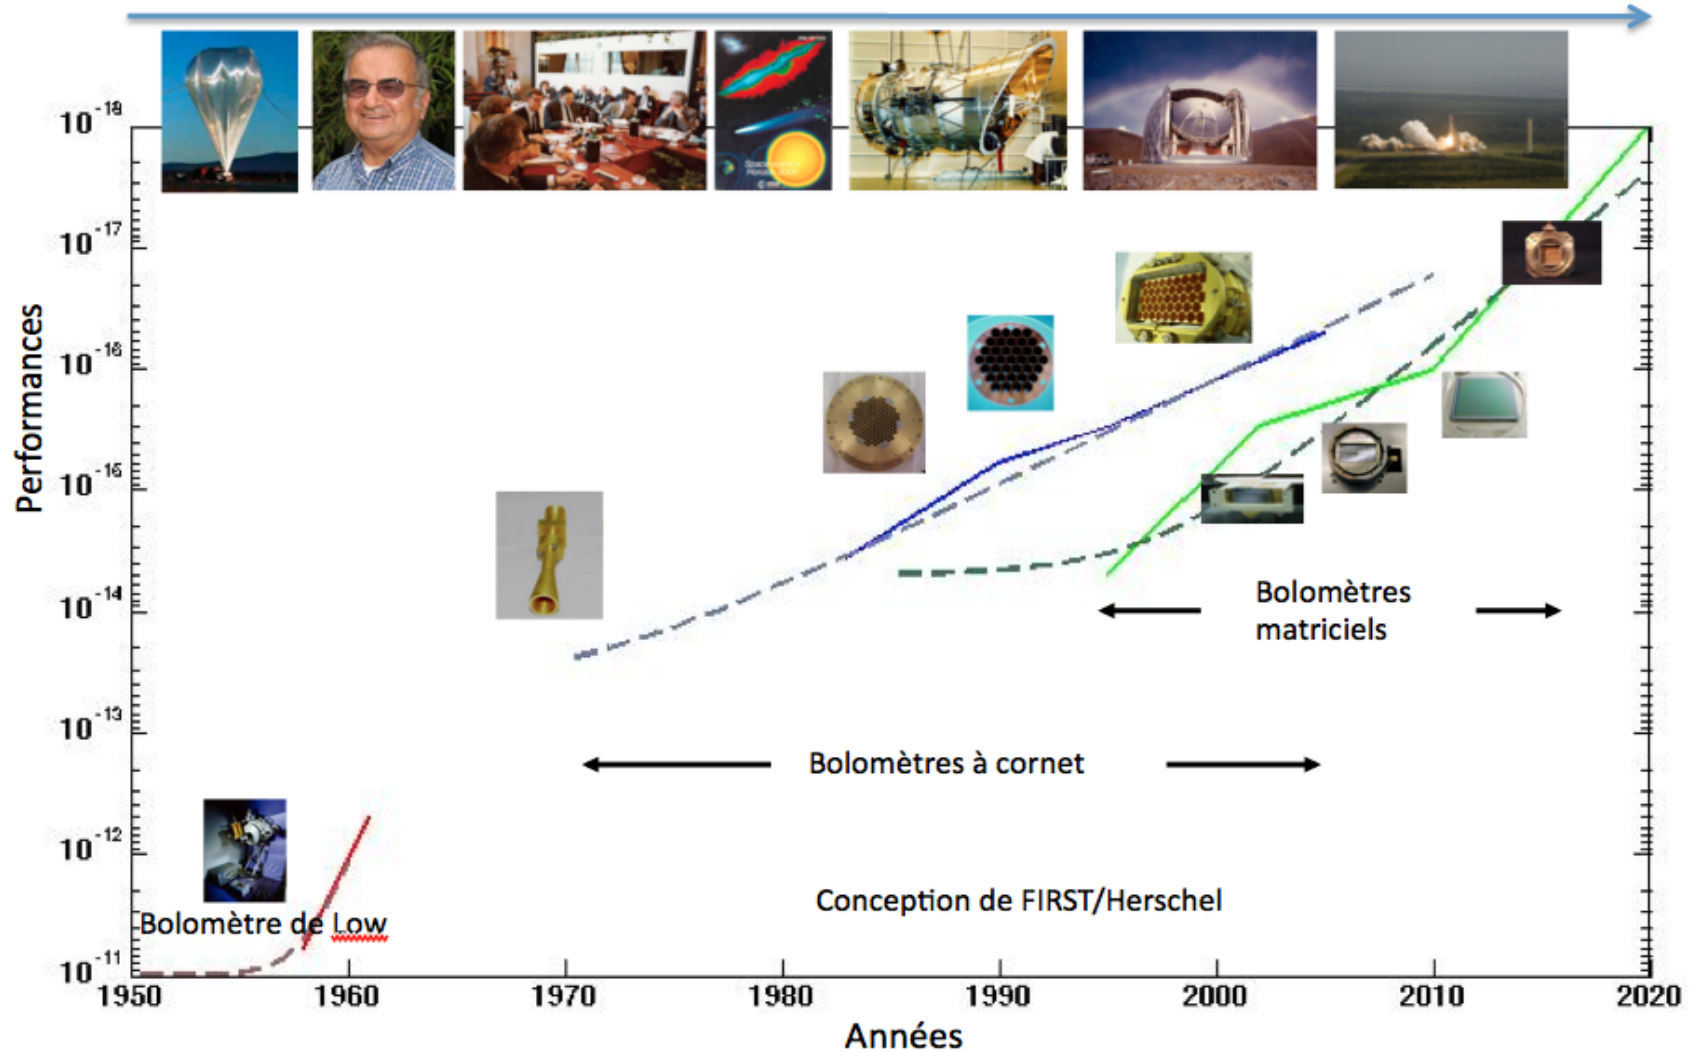 10-18
10-17
10-16
10-15
10-14
10-13
10-12
10-11
Performances
Bolomètres
matriciels
Bolomètres à cornet
Conception de FIRST/Herschel
Bolomètre de Low
1950 1960 1970 1980 1990 2000 2010 2020
Années